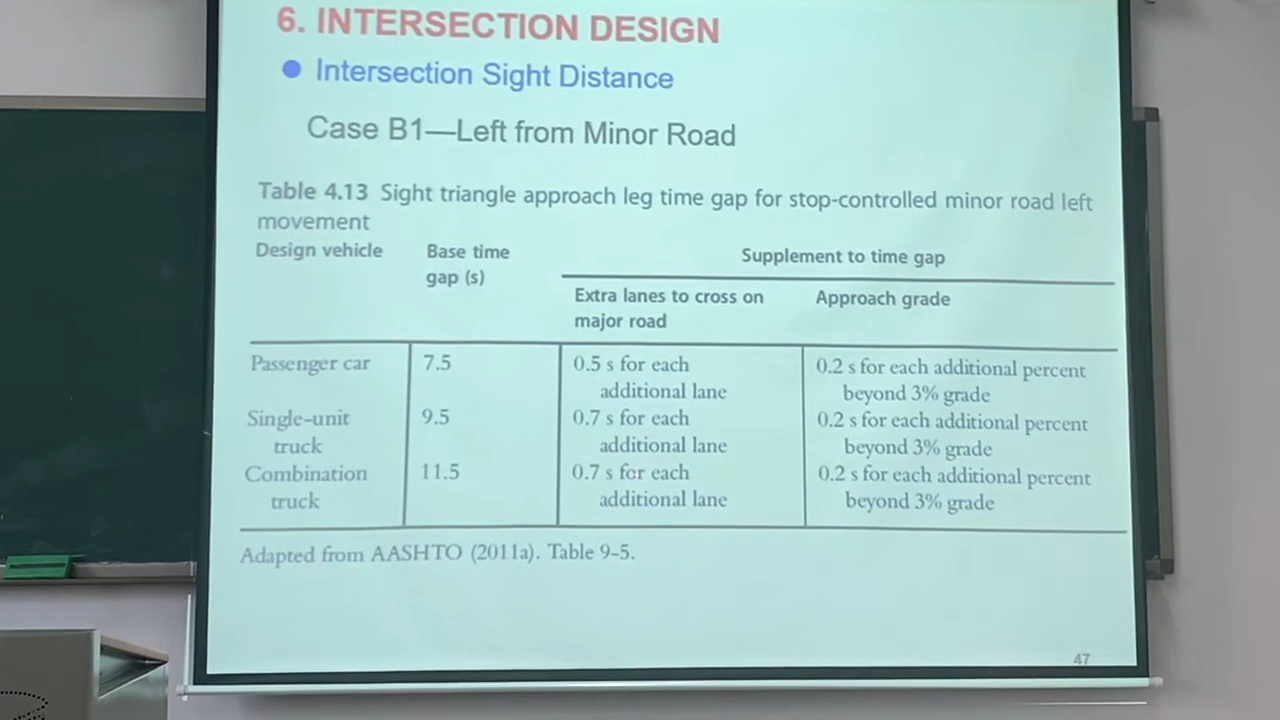 6. INTERSECTION DESIGN
● Intersection Sight Distance
Case B1—Left from Minor Road
Table 4.13 Sight triangle approach leg time gap for stop-controlled minor road left
movement
Design vehicle
Base time
gap (s)
Supplement to time gap
Extra lanes to cross on
major road
Approach grade
Passenger car
7.5
0.5 s for each
additional lane
0.2 s for each additional percent
beyond 3% grade
Single-unit
truck
9.5
0.7 s for each
additional lane
0.2 s for each additional percent
beyond 3% grade
Combination
truck
11.5
0.7 s for each
additional lane
0.2 s for each additional percent
beyond 3% grade
Adapted from AASHTO (2011a). Table 9-5.
47